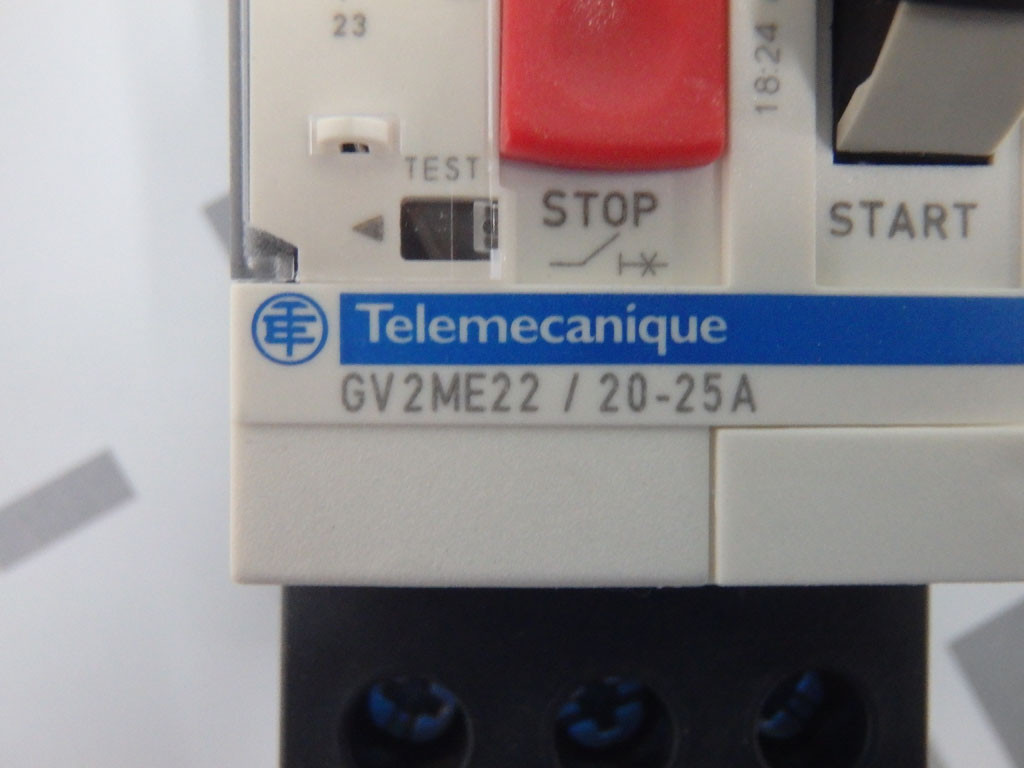 23
18:24
TEST
STOP
START
Telemecanique
GV2ME22 / 20-25A